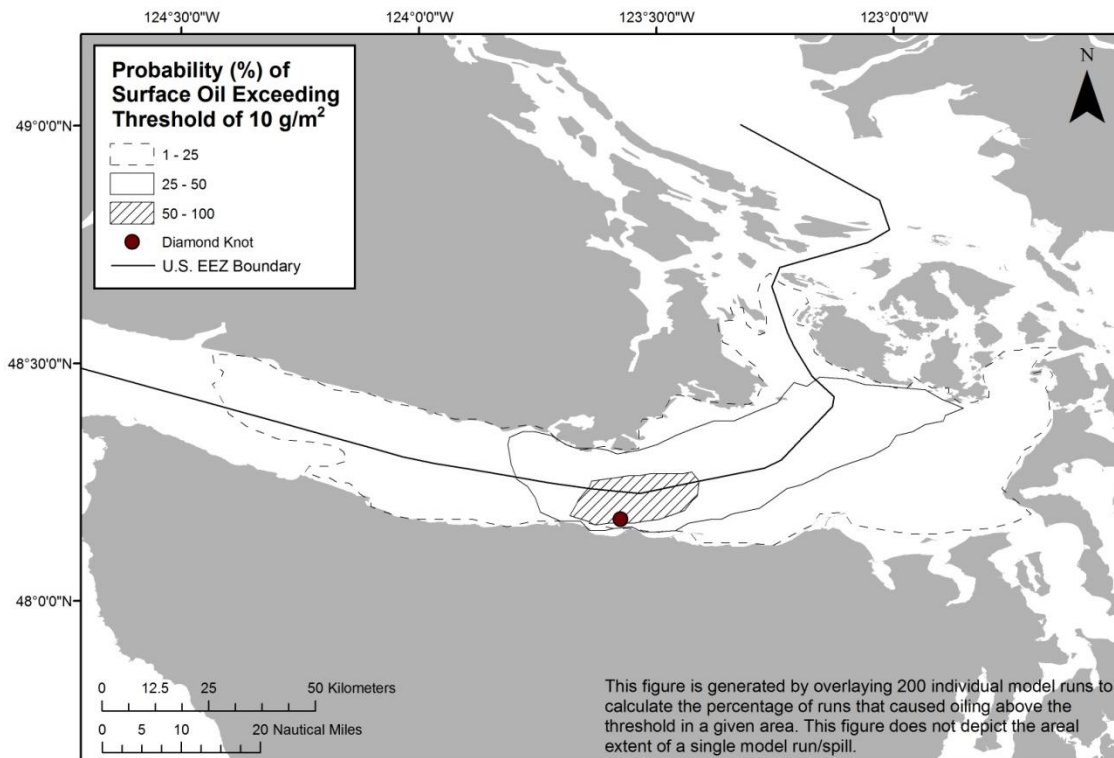 124°30'0"W 124°0'0"W 123°30'0"W 123°0'0"W
Probability (%) of
Surface Oil Exceeding
Threshold of 10 g/m²
1 - 25
25 - 50
50 - 100
Diamond Knot
U.S. EEZ Boundary
N
49°0'0"N
48°30'0"N
48°0'0"N
0 12.5 25 50 Kilometers
0 5 10 20 Nautical Miles
This figure is generated by overlaying 200 individual model runs to
calculate the percentage of runs that caused oiling above the
threshold in a given area. This figure does not depict the areal
extent of a single model run/spill.